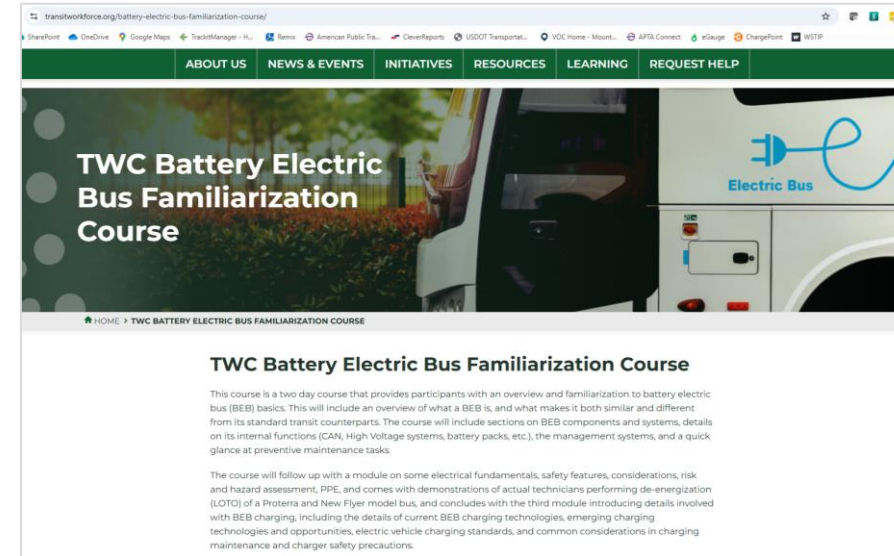 transitworkforce.org/battery-electric-bus-familiarization-course/
SharePoint OneDrive Google Maps TrackitManager - H... Remix American Public Tra... CleverReports USDOT Transportat... VOC Home - Mount... APTA Connect eGauge ChargePoint WSTIP
ABOUT US NEWS & EVENTS INITIATIVES RESOURCES LEARNING REQUEST HELP
TWC Battery Electric
Bus Familiarization
Course
Electric Bus
HOME > TWC BATTERY ELECTRIC BUS FAMILIARIZATION COURSE
TWC Battery Electric Bus Familiarization Course
This course is a two day course that provides participants with an overview and familiarization to battery electric
bus (BEB) basics. This will include an overview of what a BEB is, and what makes it both similar and different
from its standard transit counterparts. The course will include sections on BEB components and systems, details
on its internal functions (CAN, High Voltage systems, battery packs, etc.), the management systems, and a quick
glance at preventive maintenance tasks.
The course will follow up with a module on some electrical fundamentals, safety features, considerations, risk
and hazard assessment, PPE, and comes with demonstrations of actual technicians performing de-energization
(LOTO) of a Proterra and New Flyer model bus, and concludes with the third module introducing details involved
with BEB charging, including the details of current BEB charging technologies, emerging charging
technologies and opportunities, electric vehicle charging standards, and common considerations in charging
maintenance and charger safety precautions.